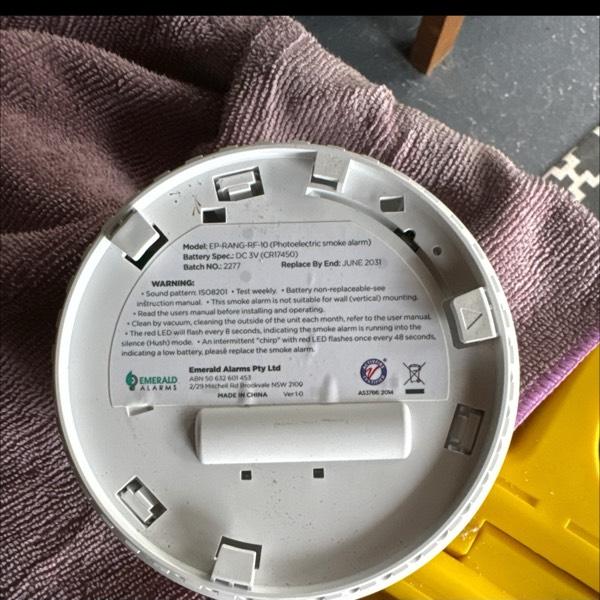 Model: EP-RANG-RF-10 (Photoelectric smoke alarm)
Battery Spec.: DC 3V (CR17450)
Batch NO.: 2277 Replace By End: JUNE 2031
WARNING:
• Sound pattern: ISO8201 • Test weekly. • Battery non-replaceable-see
instruction manual. • This smoke alarm is not suitable for wall (vertical) mounting.
• Read the users manual before installing and operating.
• Clean by vacuum, cleaning the outside of the unit each month, refer to the user manual.
• The red LED will flash every 8 seconds, indicating the smoke alarm is running into the
silence (Hush) mode. • An intermittent "chirp" with red LED flashes once every 48 seconds,
indicating a low battery, please replace the smoke alarm.
EMERALD
ALARMS
Emerald Alarms Pty Ltd
ABN 50 632 601 453
2/29 Mitchell Rd Brookvale NSW 2100
MADE IN CHINA Ver1.0
AS3786:2014